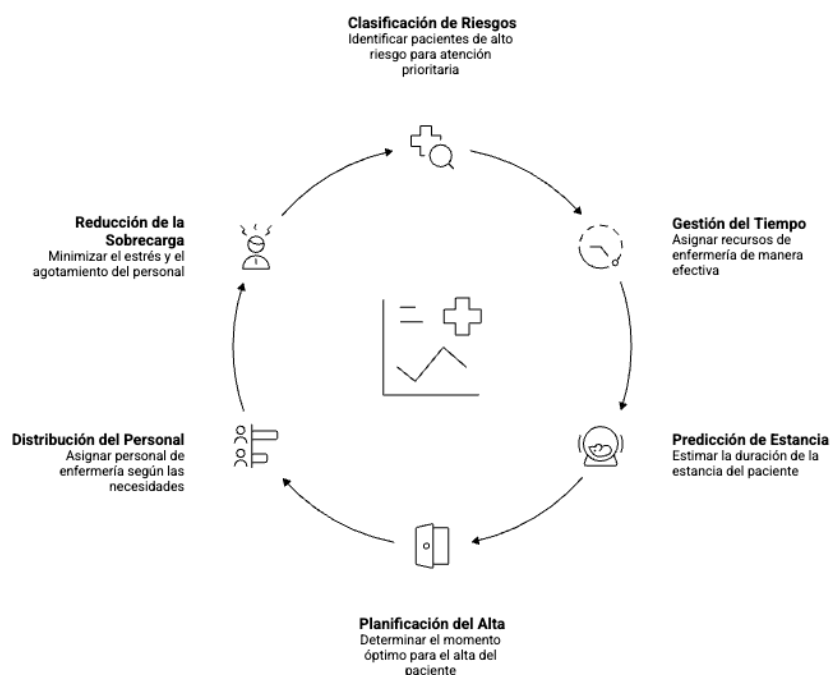 Clasificación de Riesgos
Identificar pacientes de alto
riesgo para atención
prioritaria
Gestión del Tiempo
Asignar recursos de
enfermería de manera
efectiva
Predicción de Estancia
Estimar la duración de la
estancia del paciente
Planificación del Alta
Determinar el momento
óptimo para el alta del
paciente
Distribución del Personal
Asignar personal de
enfermería según las
necesidades
Reducción de la
Sobrecarga
Minimizar el estrés y el
agotamiento del personal